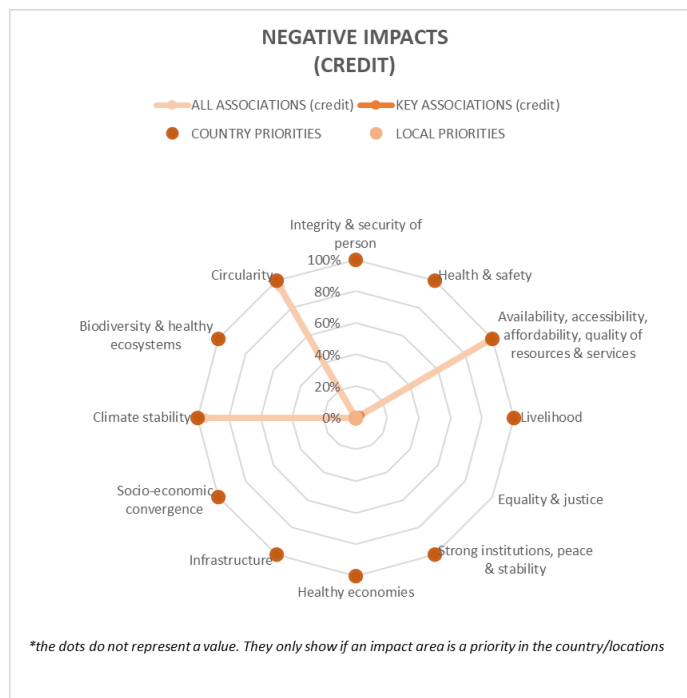 NEGATIVE IMPACTS
(CREDIT)
ALL ASSOCIATIONS (credit)
KEY ASSOCIATIONS (credit)
COUNTRY PRIORITIES
LOCAL PRIORITIES
Integrity & security of
person
100%
80%
60%
40%
20%
0%
Health & safety
Availability, accessibility,
affordability, quality of
resources & services
Livelihood
Equality & justice
Strong institutions, peace
& stability
Healthy economies
Infrastructure
Socio-economic
convergence
Climate stability
Biodiversity & healthy
ecosystems
Circularity
*the dots do not represent a value. They only show if an impact area is a priority in the country/locations